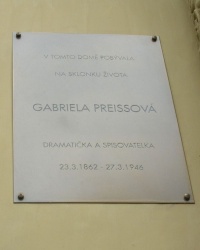 V TOMTO DOMĚ POBÝVALA
NA SKLONKU ŽIVOTA
GABRIELA PREISSOVÁ
DRAMATIČKA A SPISOVATELKA
23.3.1862 - 27.3.1946